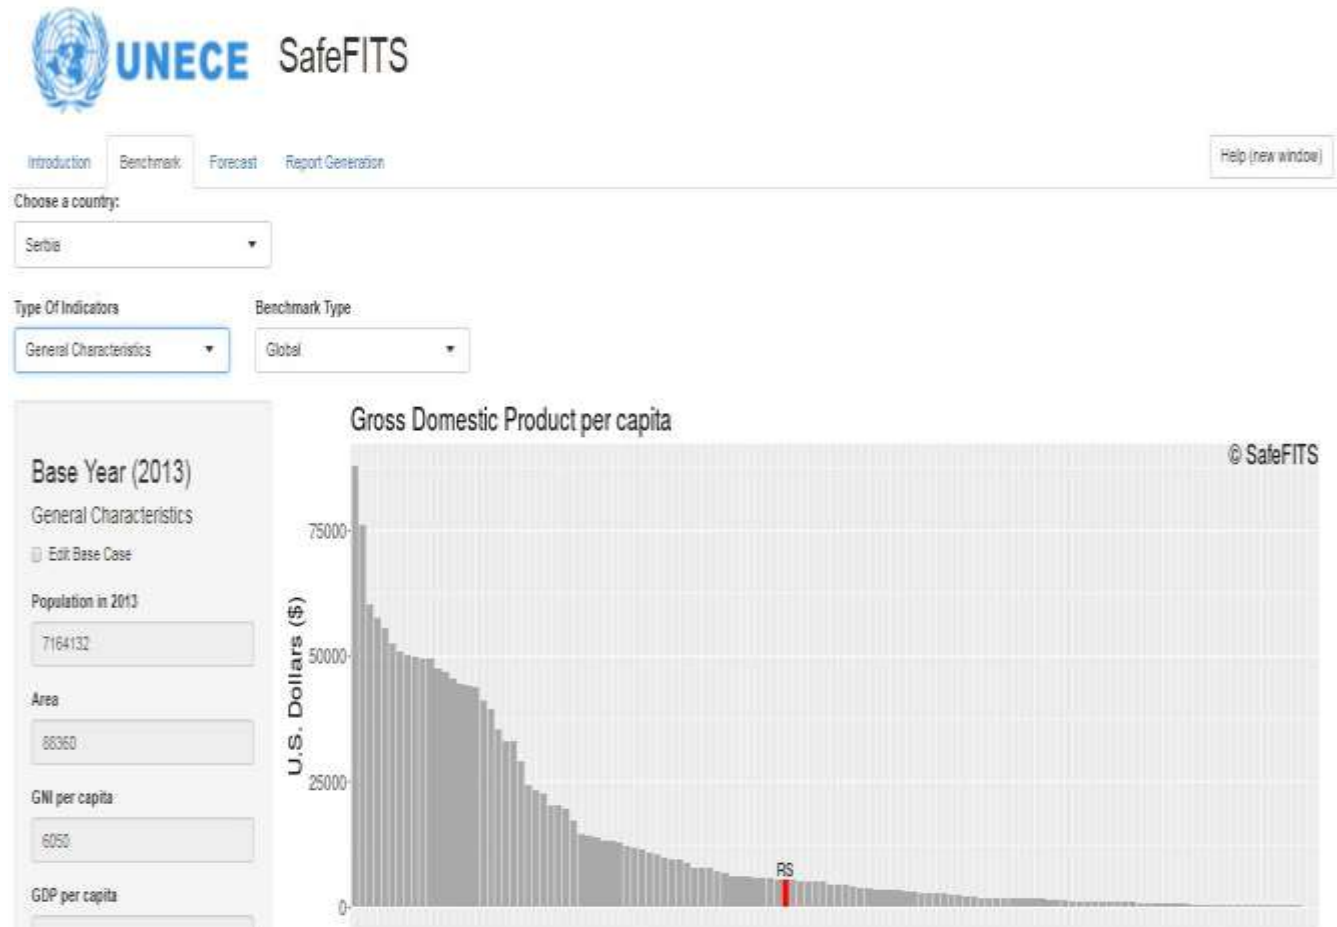 UNECE SafeFITS
Introduction Benchmark Forecast Report Generation Help (new window)
Choose a country:
Serbia
Type Of Indicators Benchmark Type
General Characteristics Global
Gross Domestic Product per capita
© SafeFITS
Base Year (2013)
General Characteristics
Edit Base Case
Population in 2013
7164132
Area
88360
GNI per capita
6050
GDP per capita
U.S. Dollars ($)
75000
50000
25000
0
RS